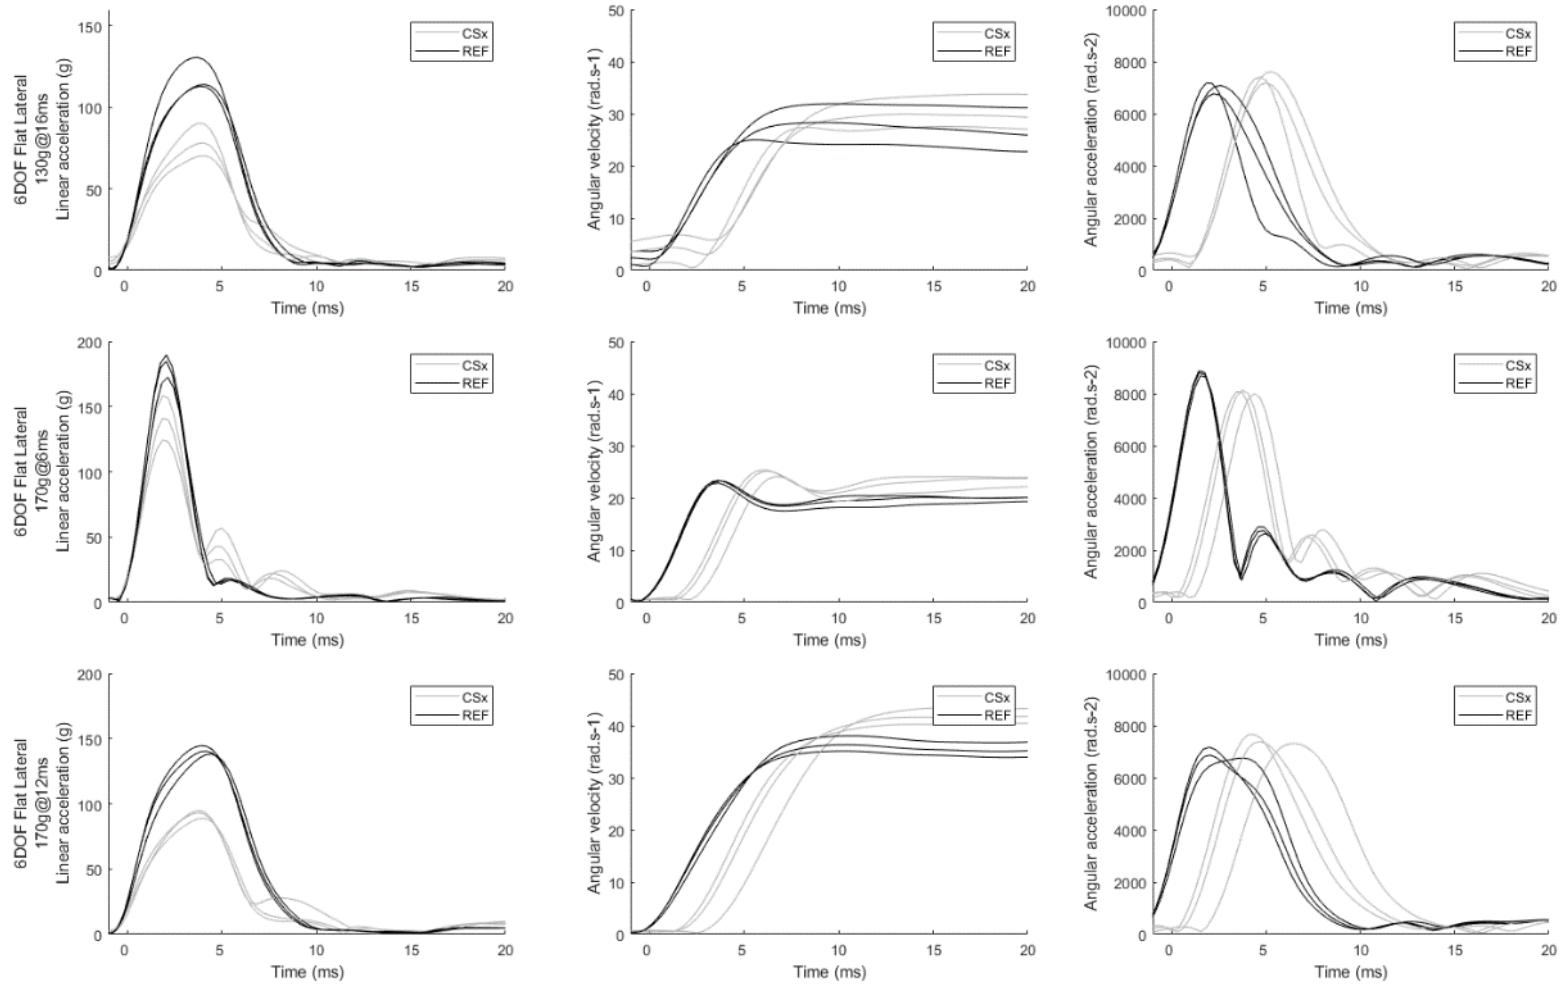 6DOF Flat Lateral
130g@16ms
Linear acceleration (g)
150
100
50
0
0 5 10 15 20
Time (ms)
CSx
REF
Angular velocity (rad.s-1)
50
40
30
20
10
0
0 5 10 15 20
Time (ms)
CSx
REF
Angular acceleration (rad.s-2)
10000
8000
6000
4000
2000
0
0 5 10 15 20
Time (ms)
CSx
REF
6DOF Flat Lateral
170g@6ms
Linear acceleration (g)
200
150
100
50
0
0 5 10 15 20
Time (ms)
CSx
REF
Angular velocity (rad.s-1)
50
40
30
20
10
0
0 5 10 15 20
Time (ms)
CSx
REF
Angular acceleration (rad.s-2)
10000
8000
6000
4000
2000
0
0 5 10 15 20
Time (ms)
CSx
REF
6DOF Flat Lateral
170g@12ms
Linear acceleration (g)
200
150
100
50
0
0 5 10 15 20
Time (ms)
CSx
REF
Angular velocity (rad.s-1)
50
40
30
20
10
0
0 5 10 15 20
Time (ms)
CSx
REF
Angular acceleration (rad.s-2)
10000
8000
6000
4000
2000
0
0 5 10 15 20
Time (ms)
CSx
REF